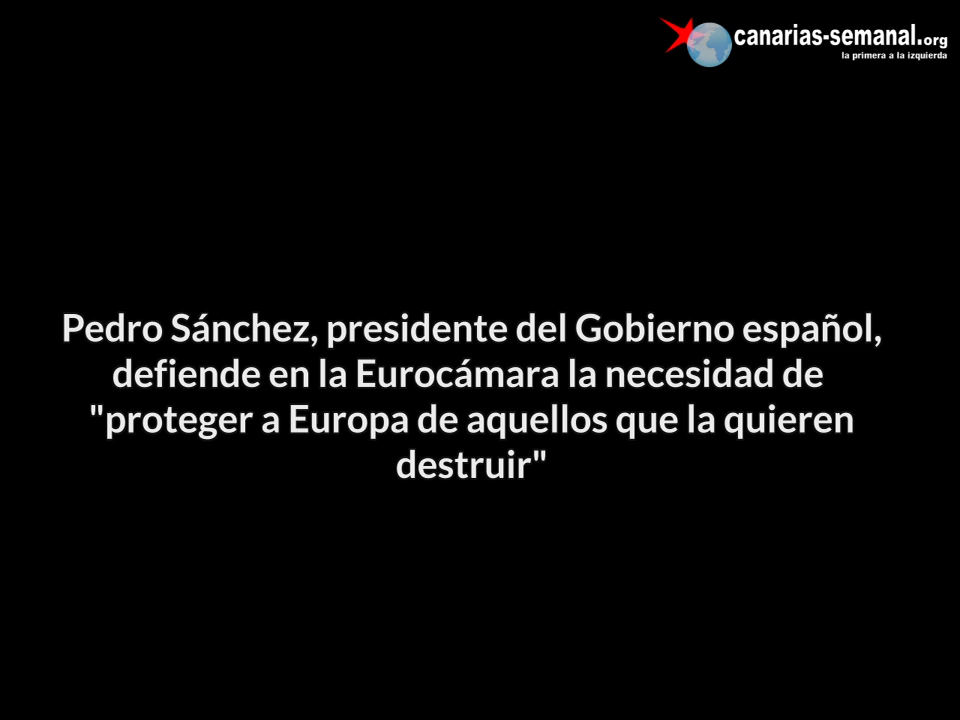 canarias-semanal.org
la primera a la izquierda
Pedro Sánchez, presidente del Gobierno español,
defiende en la Eurocámara la necesidad de
"proteger a Europa de aquellos que la quieren
destruir"